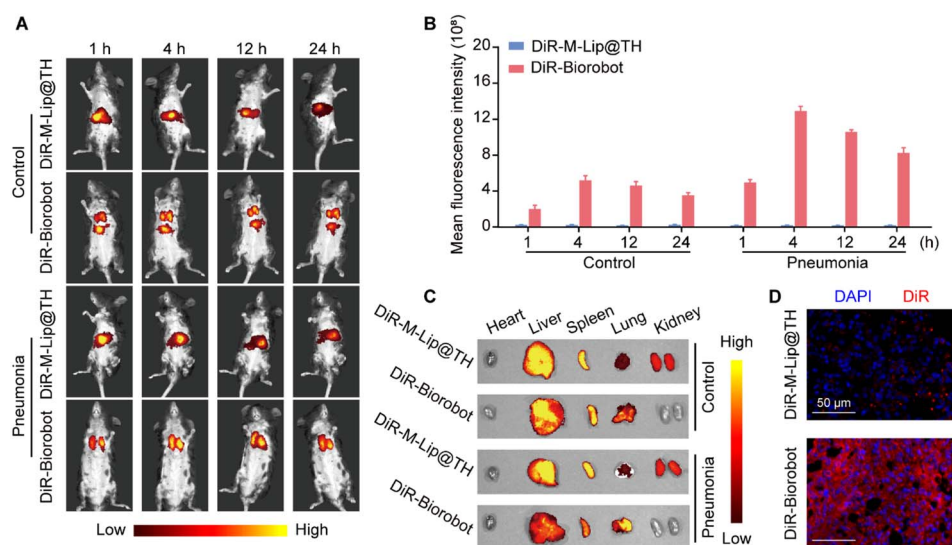 A
1 h 4 h 12 h 24 h
Control
DiR-M-Lip@TH
DiR-Biorobot
Pneumonia
DiR-M-Lip@TH
DiR-Biorobot
Low High
B
Mean fluorescence intensity (10⁸)
20
16
12
8
4
0
DiR-M-Lip@TH
DiR-Biorobot
1 4 12 24 1 4 12 24 (h)
Control Pneumonia
C
Heart Liver Spleen Lung Kidney
DiR-M-Lip@TH
DiR-Biorobot
DiR-M-Lip@TH
DiR-Biorobot
Control
Pneumonia
High
Low
D
DAPI DiR
DiR-M-Lip@TH
50 µm
DiR-Biorobot